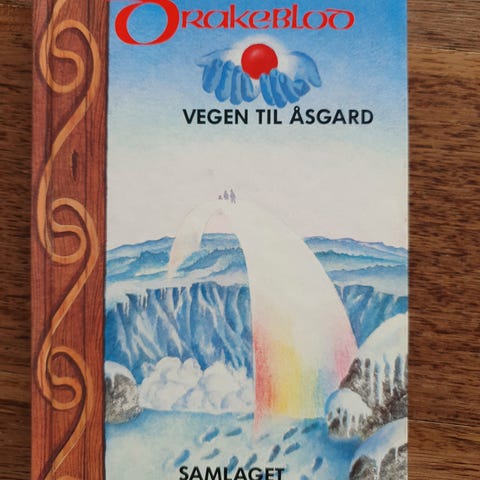 Drakeblod
VEGEN TIL ÅSGARD
SAMLAGET